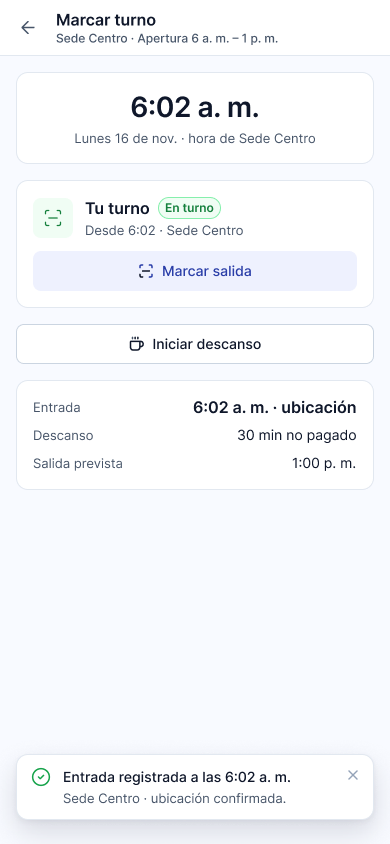 Marcar turno
Sede Centro · Apertura 6 a. m. – 1 p. m.
6:02 a. m.
Lunes 16 de nov. · hora de Sede Centro
Tu turno
En turno
Desde 6:02 · Sede Centro
Marcar salida
Iniciar descanso
Entrada 6:02 a. m. · ubicación
Descanso 30 min no pagado
Salida prevista 1:00 p. m.
Entrada registrada a las 6:02 a. m.
Sede Centro · ubicación confirmada.